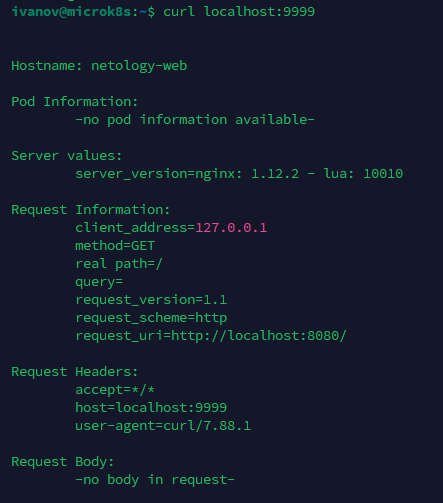 ivanov@microk8s:~$ curl localhost:9999
Hostname: netology-web
Pod Information:
-no pod information available-
Server values:
server_version=nginx: 1.12.2 - lua: 10010
Request Information:
client_address=127.0.0.1
method=GET
real path=/
query=
request_version=1.1
request_scheme=http
request_uri=http://localhost:8080/
Request Headers:
accept=*/*
host=localhost:9999
user-agent=curl/7.88.1
Request Body:
-no body in request-